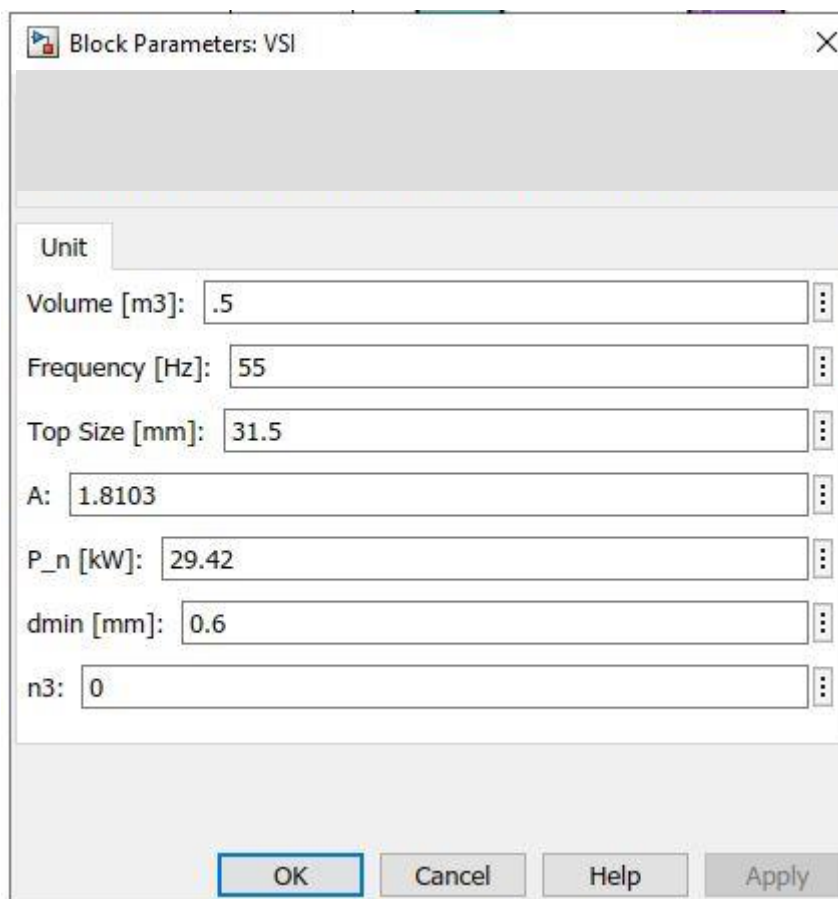 Block Parameters: VSI
Unit
Volume [m3]: .5
Frequency [Hz]: 55
Top Size [mm]: 31.5
A: 1.8103
P_n [kW]: 29.42
dmin [mm]: 0.6
n3: 0
OK Cancel Help Apply